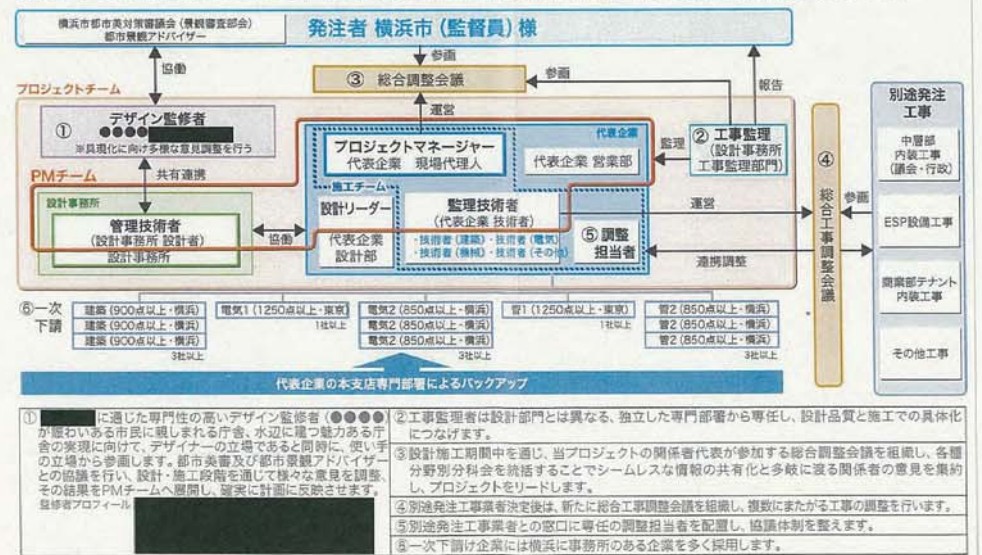 横浜市都市美対策審議会(景観審査部会)
都市景観アドバイザー
発注者 横浜市(監督員)様
協働
参画
③ 総合調整会議
参画
報告
プロジェクトチーム
運営
① デザイン監修者
●●●●
※具現化に向け多様な意見調整を行う
代表企業
プロジェクトマネージャー
代表企業 現場代理人
代表企業 営業部
監理
② 工事監理
(設計事務所
工事監理部門)
別途発注
工事
中層部
内装工事
(議会・行政)
ESP設備工事
商業部テナント
内装工事
その他工事
④ 総合工事調整会議
参画
PMチーム
共有連携
設計事務所
管理技術者
(設計事務所 設計者)
設計事務所
協働
施工チーム
設計リーダー
代表企業
設計部
監理技術者
(代表企業 技術者)
・技術者(建築)・技術者(電気)
・技術者(機械)・技術者(その他)
⑤ 調整
担当者
運営
連携調整
⑥一次
下請
建築(900点以上・横浜)
建築(900点以上・横浜)
建築(900点以上・横浜)
3社以上
電気1(1250点以上・東京)
1社以上
電気2(850点以上・横浜)
電気2(850点以上・横浜)
電気2(850点以上・横浜)
3社以上
管1(1250点以上・東京)
1社以上
管2(850点以上・横浜)
管2(850点以上・横浜)
管2(850点以上・横浜)
3社以上
代表企業の本支店専門部署によるバックアップ
①に通じた専門性の高いデザイン監修者(●●●●)
が賑わいある市民に親しまれる庁舎、水辺に建つ魅力ある庁
舎の実現に向けて、デザイナーの立場であると同時に、使い手
の立場から参画します。都市美審及び都市景観アドバイザー
との協議を行い、設計・施工段階を通じて様々な意見を調整、
その結果をPMチームへ展開し、確実に計画に反映させます。
監修者プロフィール
②工事監理者は設計部門とは異なる、独立した専門部署から専任し、設計品質と施工での具体化
につなげます。
③設計施工期間中を通じ、当プロジェクトの関係者代表が参加する総合調整会議を組織し、各種
分野別分科会を統括することでシームレスな情報の共有化と多岐に渡る関係者の意見を集約
し、プロジェクトをリードします。
④別途発注工事業者決定後は、新たに総合工事調整会議を組織し、複数にまたがる工事の調整を行います。
⑤別途発注工事業者との窓口に専任の調整担当者を配置し、協議体制を整えます。
⑥一次下請け企業には横浜に事務所のある企業を多く採用します。